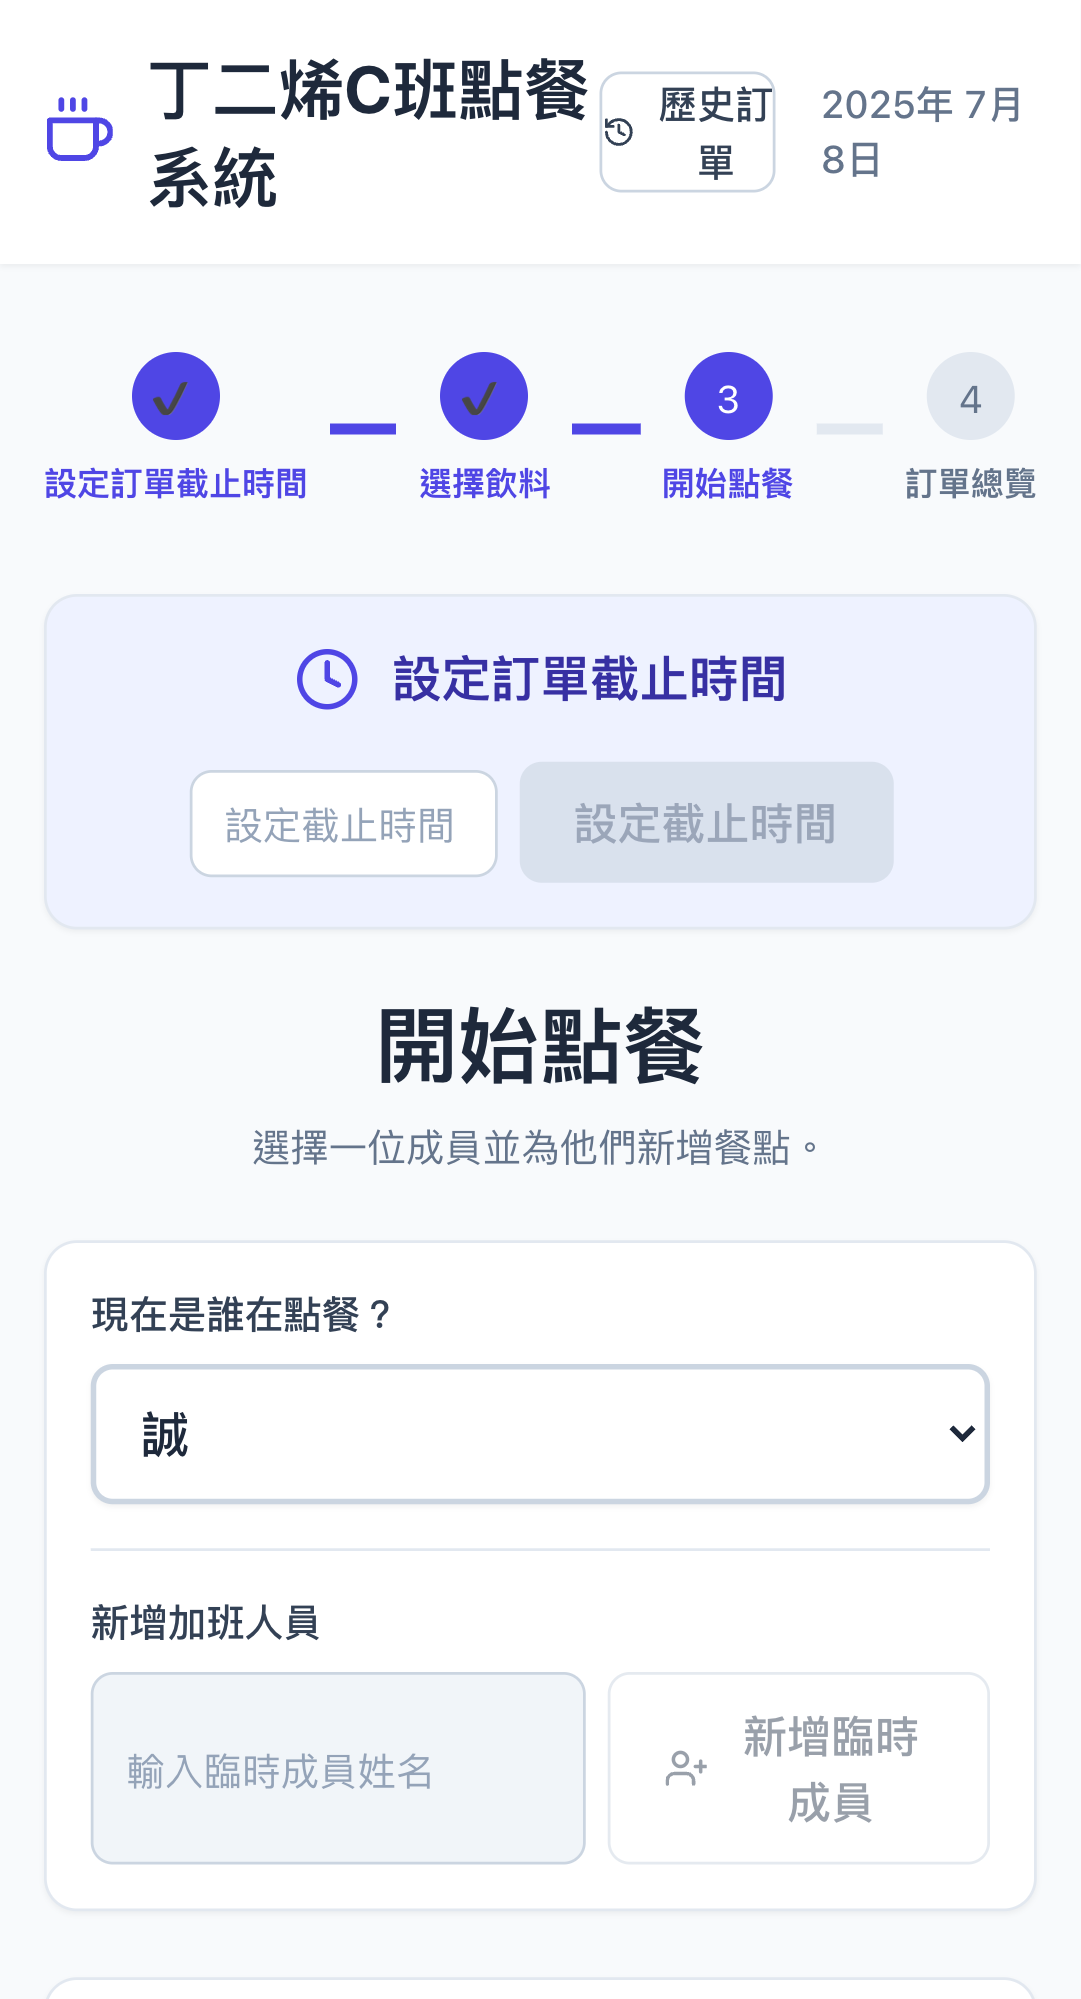 丁二烯C班點餐
系統
歷史訂
單
2025年 7月
8日
3
4
設定訂單截止時間
選擇飲料
開始點餐
訂單總覽
設定訂單截止時間
設定截止時間
設定截止時間
開始點餐
選擇一位成員並為他們新增餐點。
現在是誰在點餐？
誠
新增加班人員
輸入臨時成員姓名
新增臨時
成員